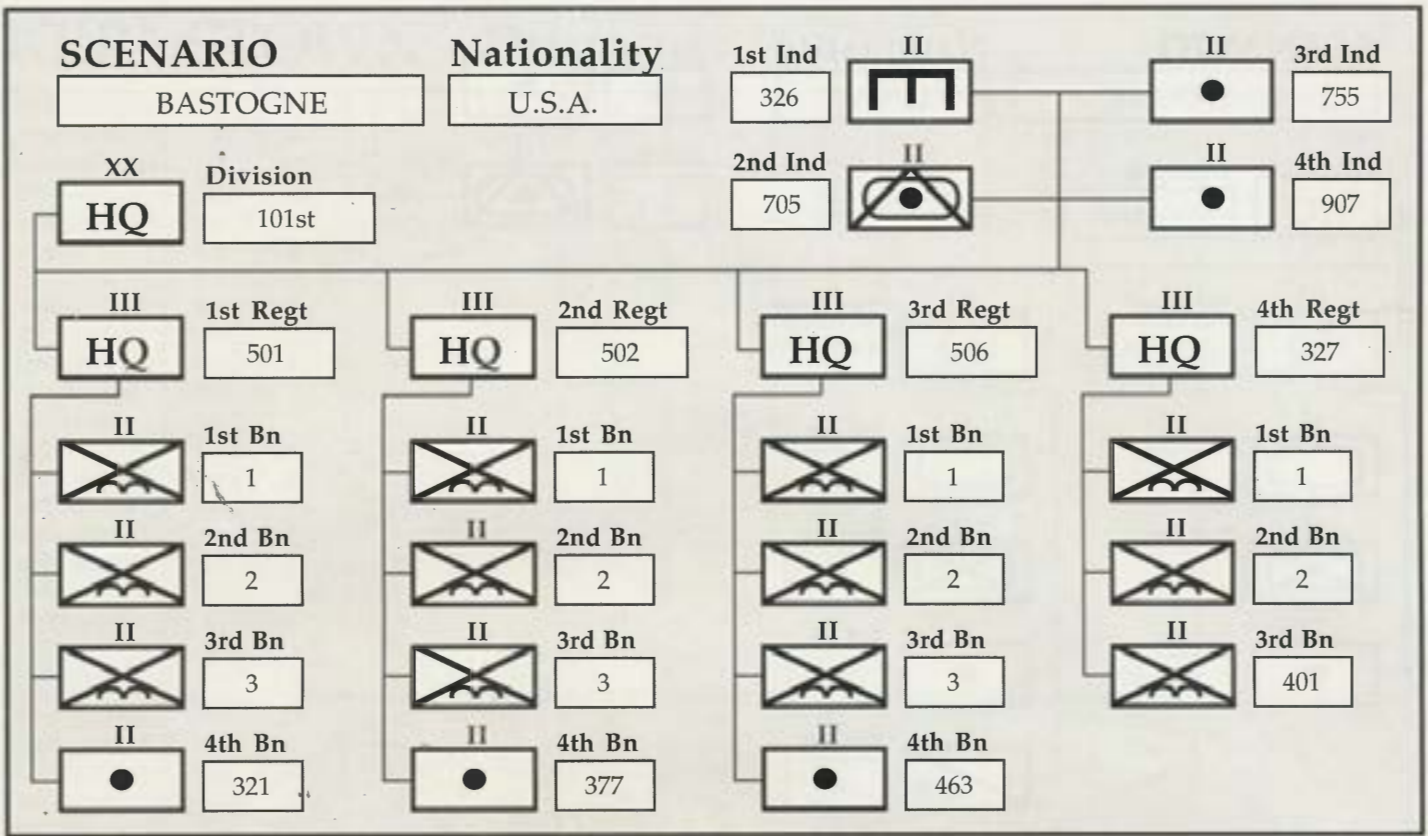 SCENARIO
BASTOGNE
Nationality
U.S.A.
1st Ind
326
II
II
3rd Ind
755
2nd Ind
705
II
II
4th Ind
907
XX
HQ
Division
101st
III
HQ
1st Regt
501
III
HQ
2nd Regt
502
III
HQ
3rd Regt
506
III
HQ
4th Regt
327
II
1st Bn
1
II
1st Bn
1
II
1st Bn
1
II
1st Bn
1
II
2nd Bn
2
II
2nd Bn
2
II
2nd Bn
2
II
2nd Bn
2
II
3rd Bn
3
II
3rd Bn
3
II
3rd Bn
3
II
3rd Bn
401
II
4th Bn
321
II
4th Bn
377
II
4th Bn
463